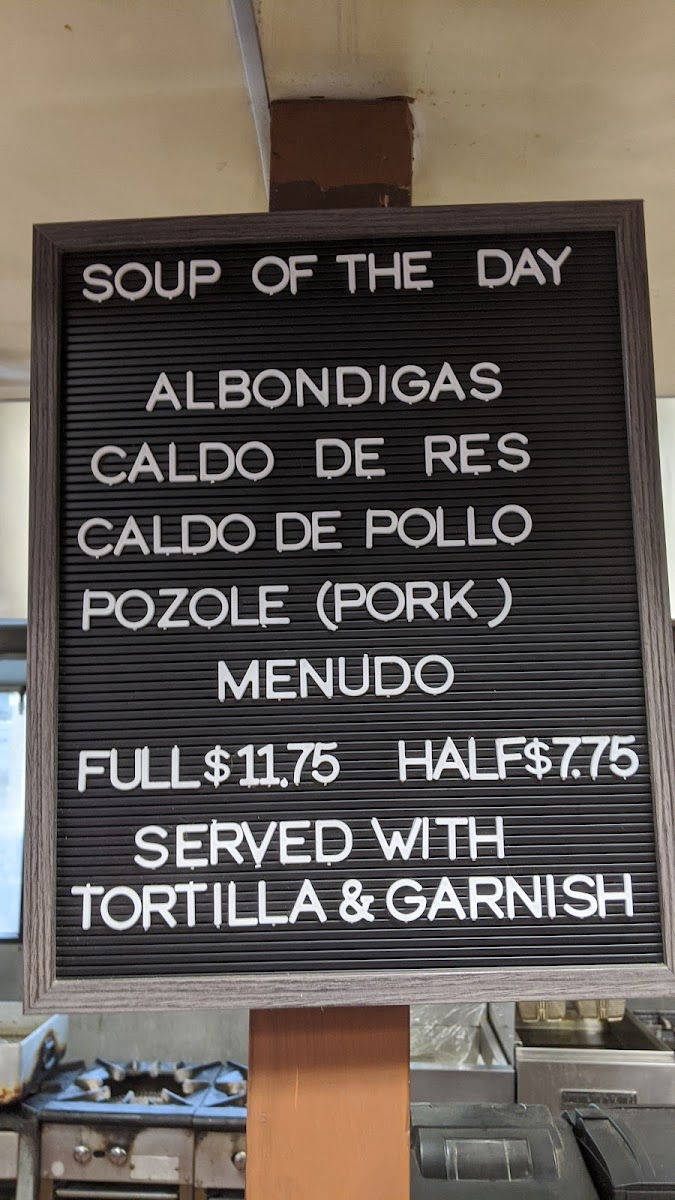 SOUP OF THE DAY
ALBONDIGAS
CALDO DE RES
CALDO DE POLLO
POZOLE (PORK)
MENUDO
FULL $11.75 HALF $7.75
SERVED WITH
TORTILLA & GARNISH